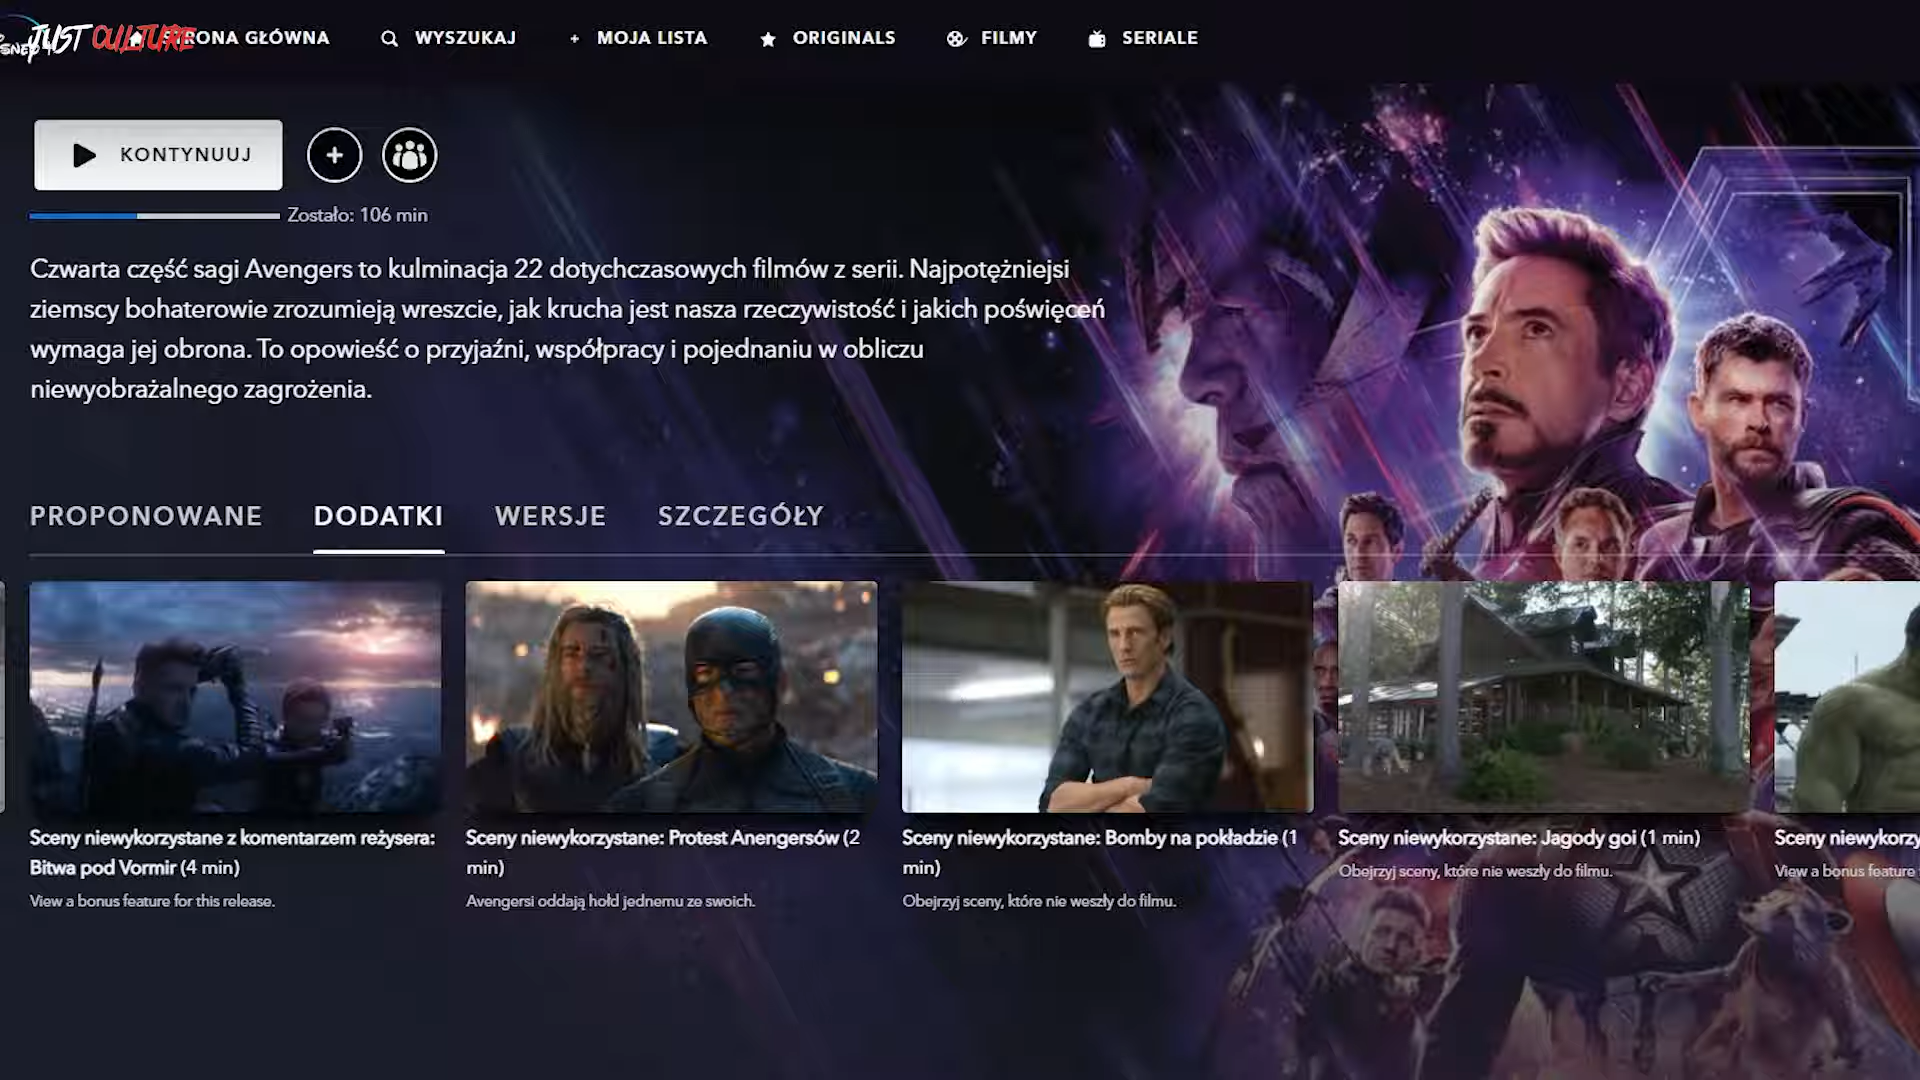 JUST CULTURE
STRONA GŁÓWNA
WYSZUKAJ
MOJA LISTA
ORIGINALS
FILMY
SERIALE
KONTYNUUJ
Zostało: 106 min
Czwarta część sagi Avengers to kulminacja 22 dotychczasowych filmów z serii. Najpotężniejsi
ziemscy bohaterowie zrozumieją wreszcie, jak krucha jest nasza rzeczywistość i jakich poświęceń
wymaga jej obrona. To opowieść o przyjaźni, współpracy i pojednaniu w obliczu
niewyobrażalnego zagrożenia.
PROPONOWANE
DODATKI
WERSJE
SZCZEGÓŁY
Sceny niewykorzystane z komentarzem reżysera:
Bitwa pod Vormir (4 min)
View a bonus feature for this release.
Sceny niewykorzystane: Protest Anengersów (2
min)
Avengersi oddają hołd jednemu ze swoich.
Sceny niewykorzystane: Bomby na pokładzie (1
min)
Obejrzyj sceny, które nie weszły do filmu.
Sceny niewykorzystane: Jagody goi (1 min)
Obejrzyj sceny, które nie weszły do filmu.
Sceny niewykorzy
View a bonus feature